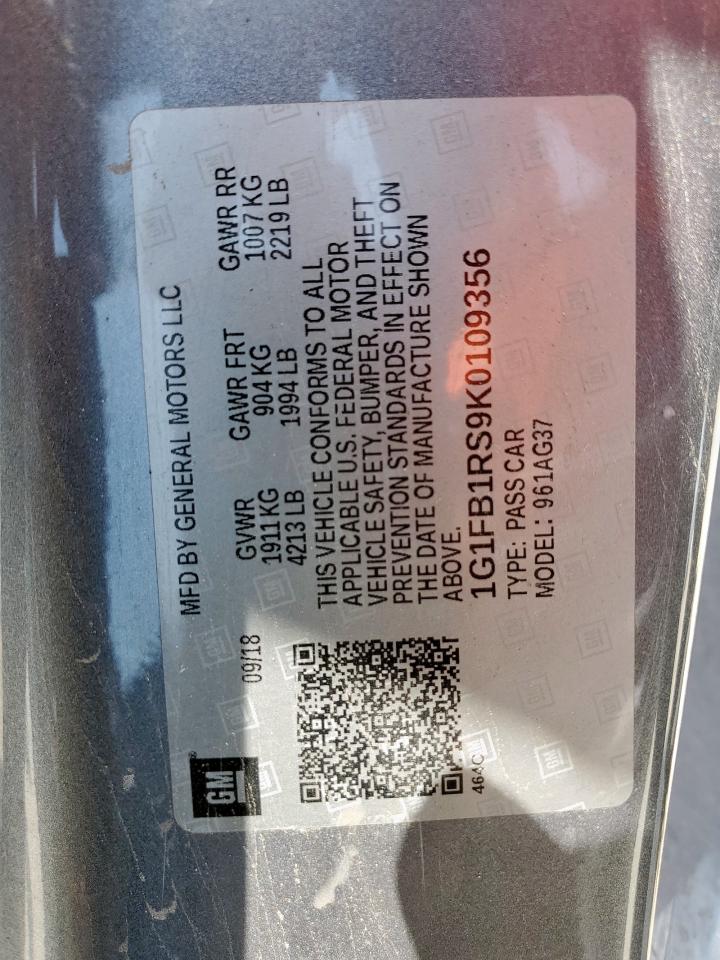 MFD BY GENERAL MOTORS LLC
GM
09/18
GVWR GAWR FRT GAWR RR
1911 KG 904 KG 1007 KG
4213 LB 1994 LB 2219 LB
THIS VEHICLE CONFORMS TO ALL
APPLICABLE U.S. FEDERAL MOTOR
VEHICLE SAFETY, BUMPER, AND THEFT
PREVENTION STANDARDS IN EFFECT ON
THE DATE OF MANUFACTURE SHOWN
ABOVE.
1G1FB1RS9K0109356
TYPE: PASS CAR
MODEL: 961AG37